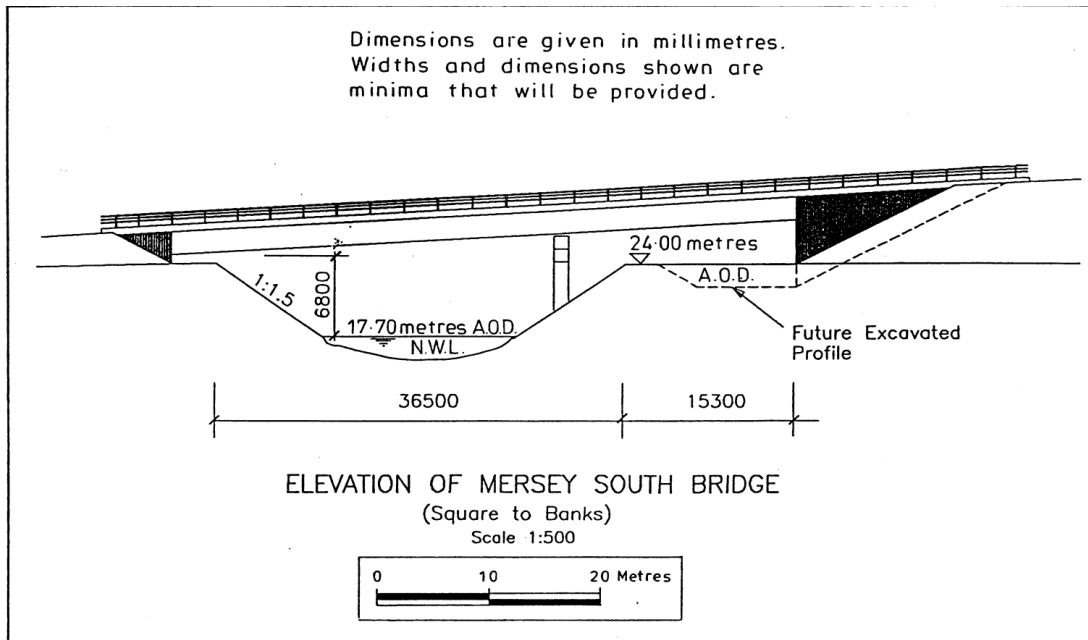 Dimensions are given in millimetres.
Widths and dimensions shown are
minima that will be provided.
24·00 metres
A.O.D.
1:1.5
6800
17·70 metres A.O.D.
N.W.L.
Future Excavated
Profile
36500
15300
ELEVATION OF MERSEY SOUTH BRIDGE
(Square to Banks)
Scale 1:500
0 10 20 Metres